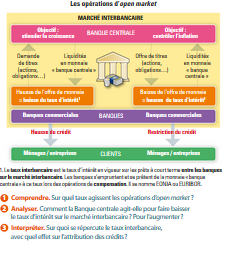 Les opérations d'open market
MARCHÉ INTERBANCAIRE
Objectif :
stimuler la croissance
BANQUE CENTRALE
Objectif :
contrôler l'inflation
Demande
de titres
(actions,
obligations...)
Liquidités
en monnaie
« banque centrale »
Offre de titres
(actions,
obligations...)
Liquidités
en monnaie
« banque
centrale »
Hausse de l'offre de monnaie
= baisse du taux d'intérêt¹
Baisse de l'offre de monnaie
= hausse du taux d'intérêt¹
Banques commerciales
BANQUES
Banques commerciales
Hausse du crédit
Restriction du crédit
Ménages / entreprises
CLIENTS
Ménages / entreprises
1. Le taux interbancaire est le taux d'intérêt en vigueur sur les prêts à court terme entre les banques
sur le marché interbancaire. Les banques s'empruntent et se prêtent de la monnaie « banque
centrale » à ce taux lors des opérations de compensation. Il se nomme EONIA ou EURIBOR.
1 Comprendre. Sur quel taux agissent les opérations d'open market ?
2 Analyser. Comment la Banque centrale agit-elle pour faire baisser
le taux d'intérêt sur le marché interbancaire ? Pour l'augmenter ?
3 Interpréter. Sur quoi se répercute le taux interbancaire,
avec quel effet sur l'attribution des crédits ?